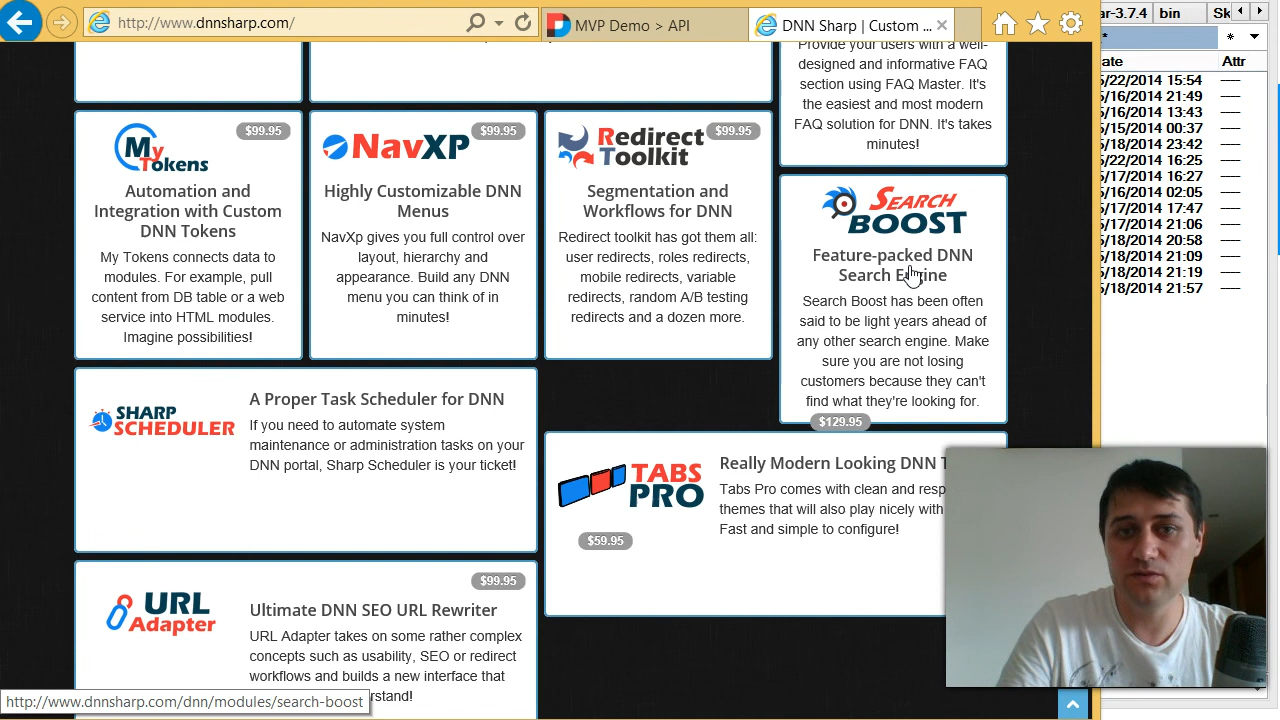 http://www.dnnsharp.com/
MVP Demo > API
DNN Sharp | Custom ...
ar-3.7.4
bin
Sk
*
ate
Attr
Provide your users with a well-
designed and informative FAQ
section using FAQ Master. It's
the easiest and most modern
FAQ solution for DNN. It's takes
minutes!
My Tokens
$99.95
Automation and
Integration with Custom
DNN Tokens
My Tokens connects data to
modules. For example, pull
content from DB table or a web
service into HTML modules.
Imagine possibilities!
NavXP
$99.95
Highly Customizable DNN
Menus
NavXp gives you full control over
layout, hierarchy and
appearance. Build any DNN
menu you can think of in
minutes!
Redirect
Toolkit
$99.95
Segmentation and
Workflows for DNN
Redirect toolkit has got them all:
user redirects, roles redirects,
mobile redirects, variable
redirects, random A/B testing
redirects and a dozen more.
SEARCH
BOOST
Feature-packed DNN
Search Engine
Search Boost has been often
said to be light years ahead of
any other search engine. Make
sure you are not losing
customers because they can't
find what they're looking for.
$129.95
SHARP
SCHEDULER
A Proper Task Scheduler for DNN
If you need to automate system
maintenance or administration tasks on your
DNN portal, Sharp Scheduler is your ticket!
TABS
PRO
$59.95
Really Modern Looking DNN T
Tabs Pro comes with clean and resp
themes that will also play nicely with
Fast and simple to configure!
URL
Adapter
$99.95
Ultimate DNN SEO URL Rewriter
URL Adapter takes on some rather complex
concepts such as usability, SEO or redirect
workflows and builds a new interface that
rstand!
http://www.dnnsharp.com/dnn/modules/search-boost
5/22/2014 15:54 ----
5/16/2014 21:49 ----
5/16/2014 13:43 ----
5/15/2014 00:37 ----
5/18/2014 23:42 ----
5/22/2014 16:25 ----
5/17/2014 16:27 ----
5/16/2014 02:05 ----
5/17/2014 17:47 ----
5/17/2014 21:06 ----
5/18/2014 20:58 ----
5/18/2014 21:09 ----
5/18/2014 21:19 ----
5/18/2014 21:57 ----